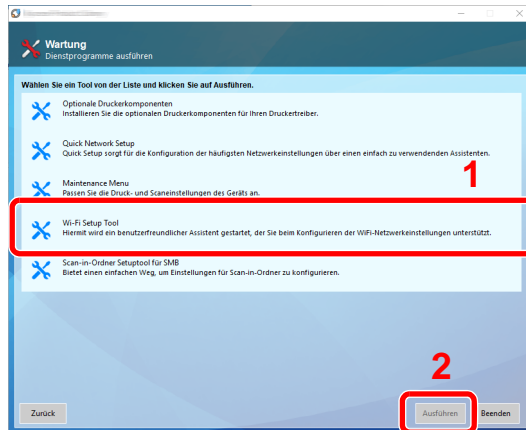 Wartung
Dienstprogramme ausführen
Wählen Sie ein Tool von der Liste und klicken Sie auf Ausführen.
Optionale Druckerkomponenten
Installieren Sie die optionalen Druckerkomponenten für Ihren Druckertreiber.
Quick Network Setup
Quick Setup sorgt für die Konfiguration der häufigsten Netzwerkeinstellungen über einen einfach zu verwendenden Assistenten.
1
Maintenance Menu
Passen Sie die Druck- und Scaneinstellungen des Geräts an.
Wi-Fi Setup Tool
Hiermit wird ein benutzerfreundlicher Assistent gestartet, der Sie beim Konfigurieren der WiFi-Netzwerkeinstellungen unterstützt.
Scan-in-Ordner Setuptool für SMB
Bietet einen einfachen Weg, um Einstellungen für Scan-in-Ordner zu konfigurieren.
2
Zurück Ausführen Beenden